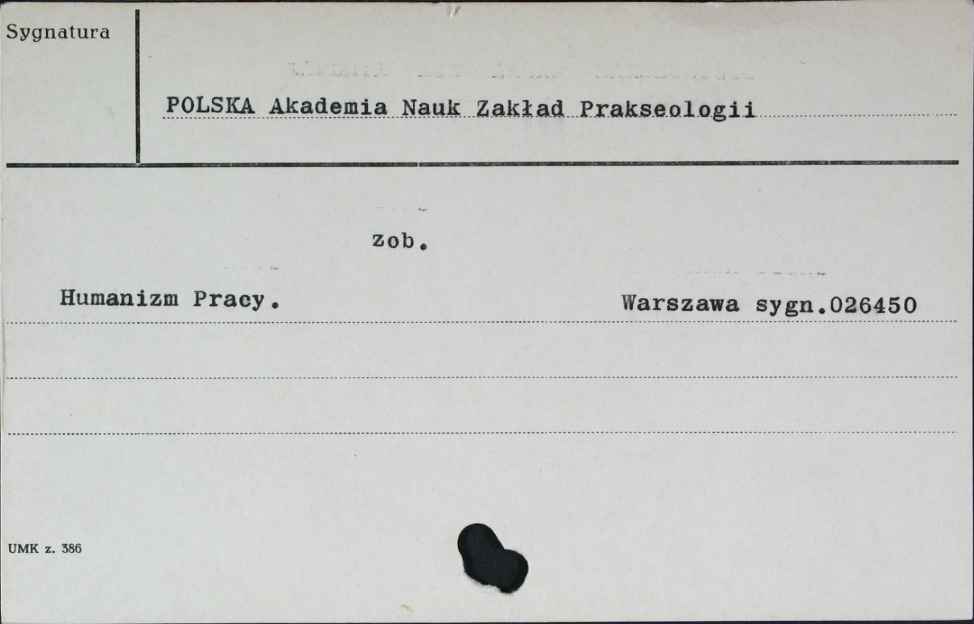 Sygnatura
POLSKA Akademia Nauk Zakład Prakseologii
zob.
Humanizm Pracy. Warszawa sygn.026450
UMK z. 386